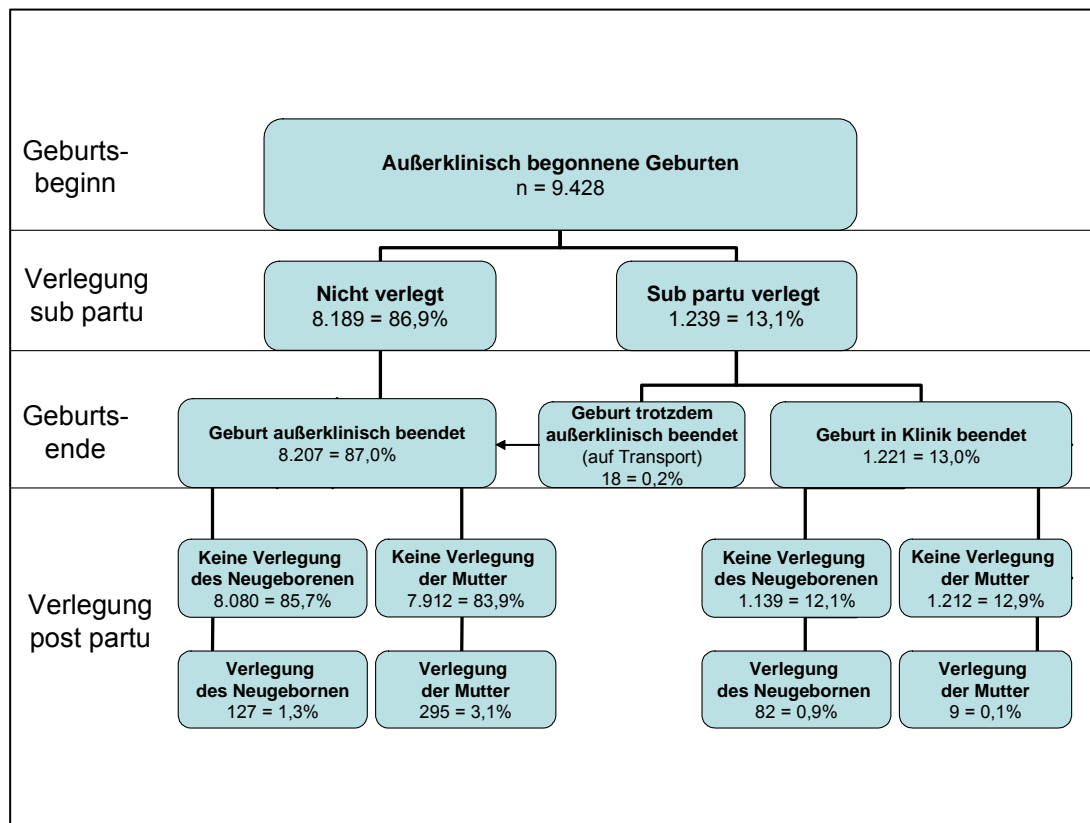 Geburts-
beginn
Außerklinisch begonnene Geburten
n = 9.428
Verlegung
sub partu
Nicht verlegt
8.189 = 86,9%
Sub partu verlegt
1.239 = 13,1%
Geburts-
ende
Geburt außerklinisch beendet
8.207 = 87,0%
Geburt trotzdem
außerklinisch beendet
(auf Transport)
18 = 0,2%
Geburt in Klinik beendet
1.221 = 13,0%
Verlegung
post partu
Keine Verlegung
des Neugeborenen
8.080 = 85,7%
Keine Verlegung
der Mutter
7.912 = 83,9%
Keine Verlegung
des Neugeborenen
1.139 = 12,1%
Keine Verlegung
der Mutter
1.212 = 12,9%
Verlegung
des Neugebornen
127 = 1,3%
Verlegung
der Mutter
295 = 3,1%
Verlegung
des Neugebornen
82 = 0,9%
Verlegung
der Mutter
9 = 0,1%